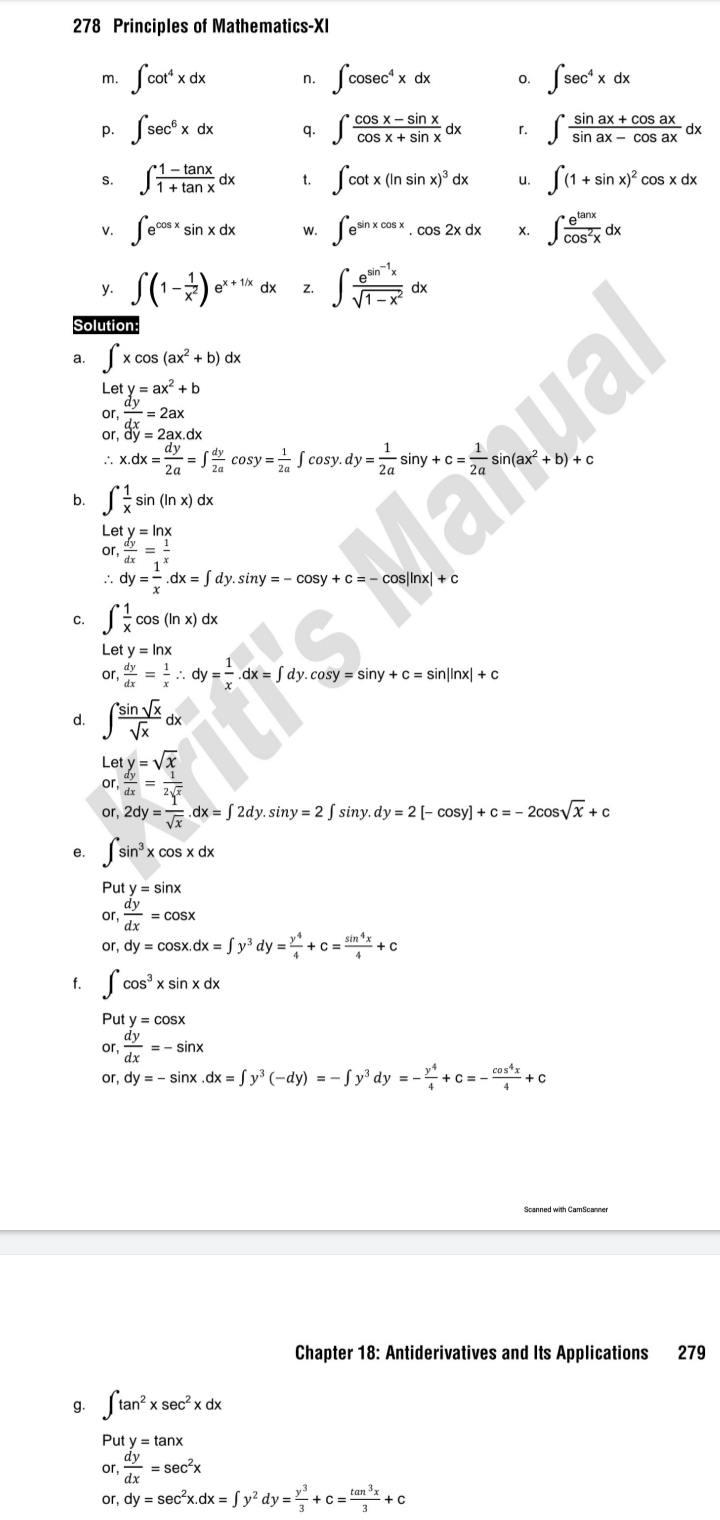 278 Principles of Mathematics-XI
m. ∫cot⁴ x dx n. ∫cosec⁴ x dx o. ∫sec⁴ x dx
p. ∫sec⁶ x dx q. ∫ (cos x – sin x)/(cos x + sin x) dx r. ∫ (sin ax + cos ax)/(sin ax – cos ax) dx
s. ∫ (1 – tanx)/(1 + tan x) dx t. ∫cot x (ln sin x)³ dx u. ∫(1 + sin x)² cos x dx
v. ∫e^(cos x) sin x dx w. ∫e^(sin x cos x) . cos 2x dx x. ∫ e^(tanx)/cos²x dx
y. ∫(1 – 1/x²) e^(x + 1/x) dx z. ∫ e^(sin⁻¹x)/√(1 – x²) dx
Solution:
a. ∫ x cos (ax² + b) dx
Let y = ax² + b
or, dy/dx = 2ax
or, dy = 2ax.dx
∴ x.dx = dy/2a = ∫ dy/2a cosy = 1/2a ∫ cosy. dy = 1/2a siny + c = 1/2a sin(ax² + b) + c
b. ∫ 1/x sin (ln x) dx
Let y = lnx
or, dy/dx = 1/x
∴ dy = 1/x .dx = ∫ dy. siny = – cosy + c = – cos|lnx| + c
c. ∫ 1/x cos (ln x) dx
Let y = lnx
or, dy/dx = 1/x ∴ dy = 1/x .dx = ∫ dy. cosy = siny + c = sin|lnx| + c
d. ∫ sin √x/√x dx
Let y = √x
or, dy/dx = 1/2√x
or, 2dy = 1/√x .dx = ∫ 2dy. siny = 2 ∫ siny. dy = 2 [– cosy] + c = – 2cos√x + c
e. ∫sin³ x cos x dx
Put y = sinx
or, dy/dx = cosx
or, dy = cosx.dx = ∫ y³ dy = y⁴/4 + c = sin⁴x/4 + c
f. ∫ cos³ x sin x dx
Put y = cosx
or, dy/dx = – sinx
or, dy = – sinx .dx = ∫ y³ (–dy) = – ∫ y³ dy = – y⁴/4 + c = – cos⁴x/4 + c
Kriti's Manual
Scanned with CamScanner
Chapter 18: Antiderivatives and Its Applications 279
g. ∫tan² x sec² x dx
Put y = tanx
or, dy/dx = sec²x
or, dy = sec²x.dx = ∫ y² dy = y³/3 + c = tan³x/3 + c